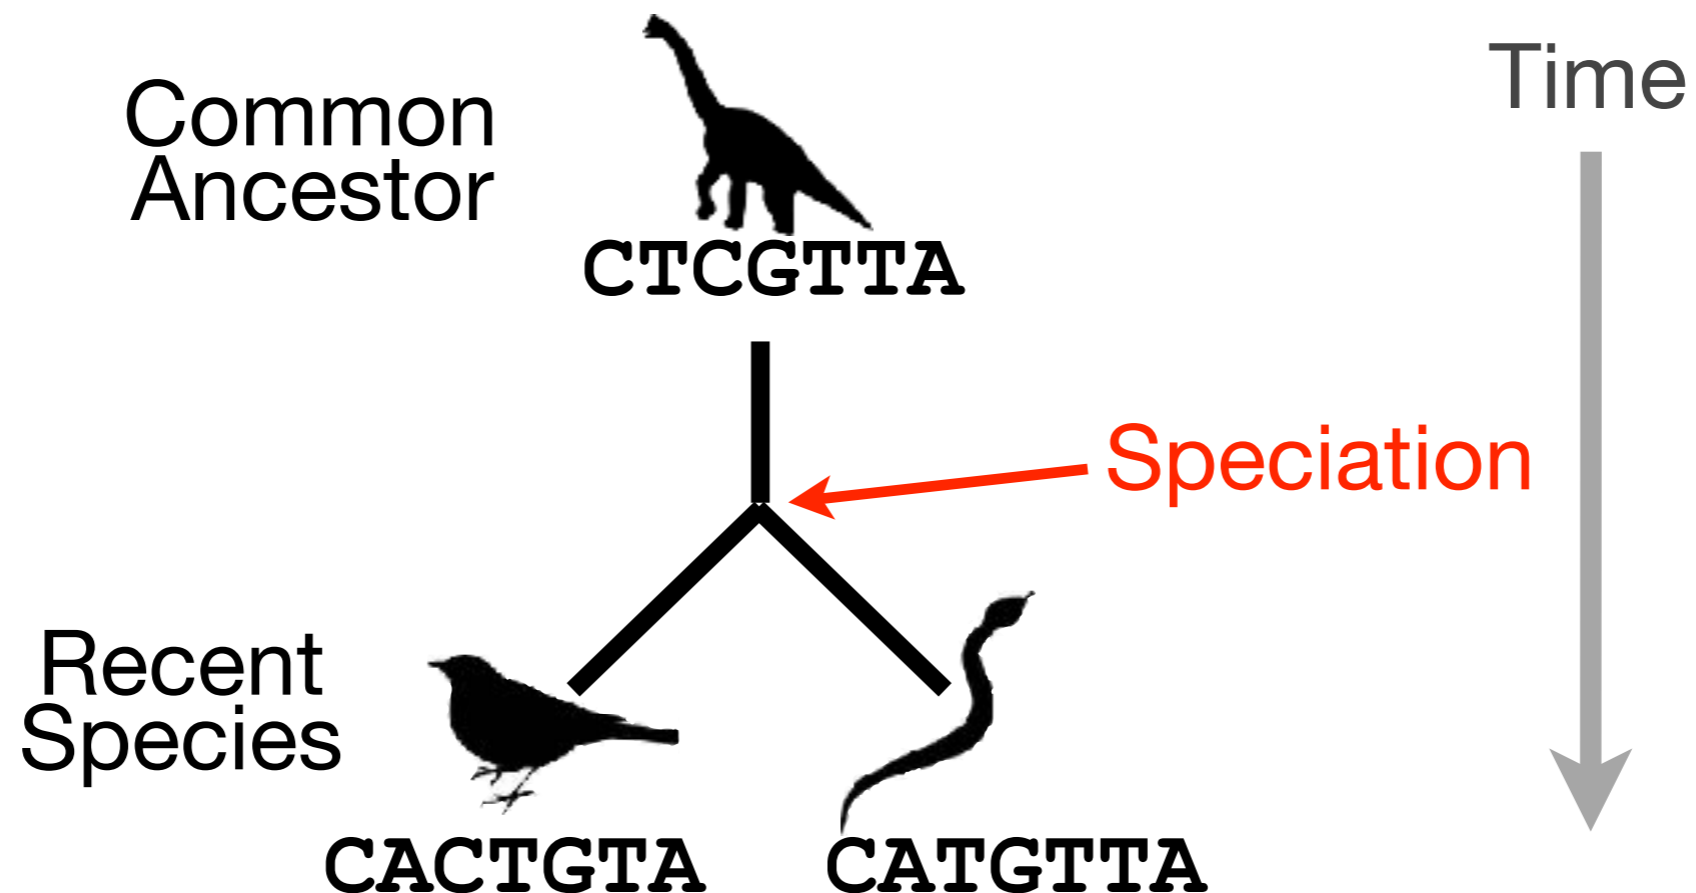 Time
Common
Ancestor
CTCGTTA
Speciation
Recent
Species
CACTGTA
CATGTTA